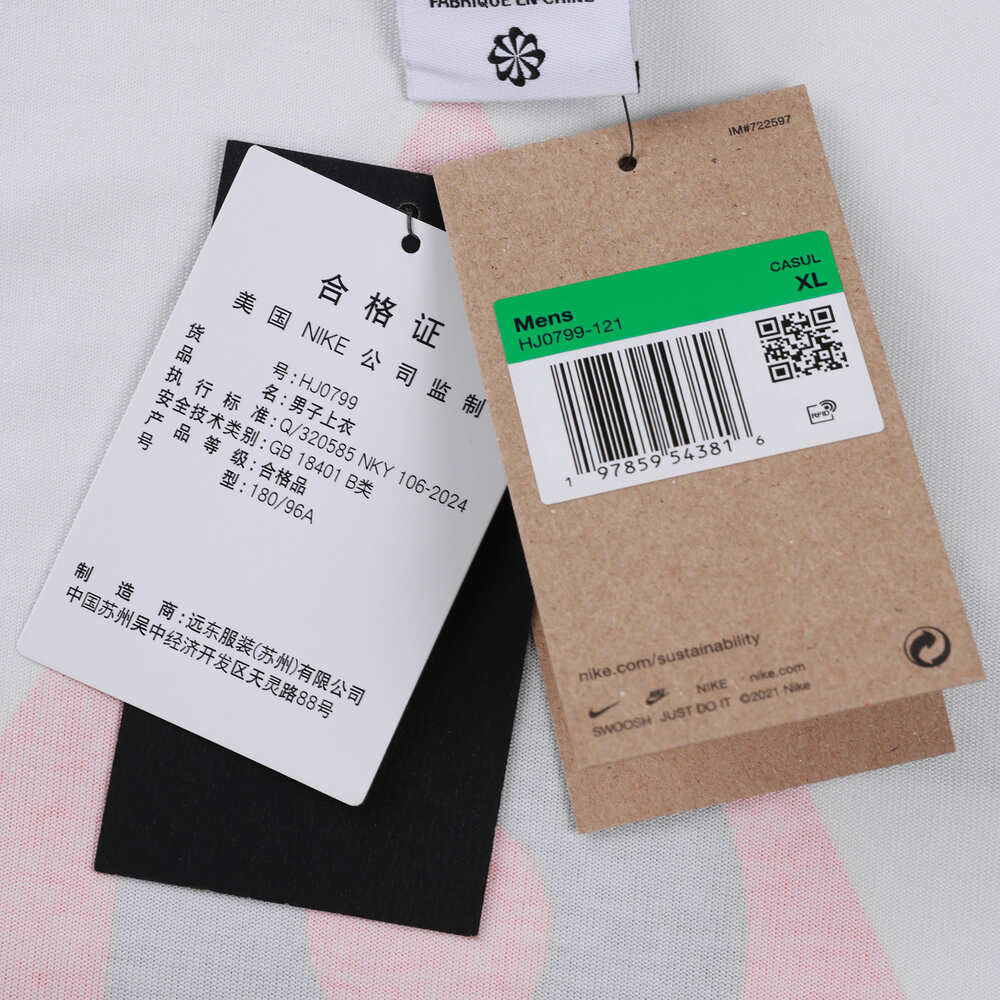 FABRIQUÉ EN CHINE
IM#722597
CASUL
XL
Mens
HJ0799-121
RFID
1 97859 54381 6
nike.com/sustainability
NIKE nike.com
SWOOSH JUST DO IT ©2021 Nike
合格证
美国 NIKE 公司监制
货号:HJ0799
品名:男子上衣
执行标准:Q/320585 NKY 106-2024
安全技术类别:GB 18401 B类
产品等级:合格品
号型:180/96A
制造商:远东服装(苏州)有限公司
中国苏州吴中经济开发区天灵路88号